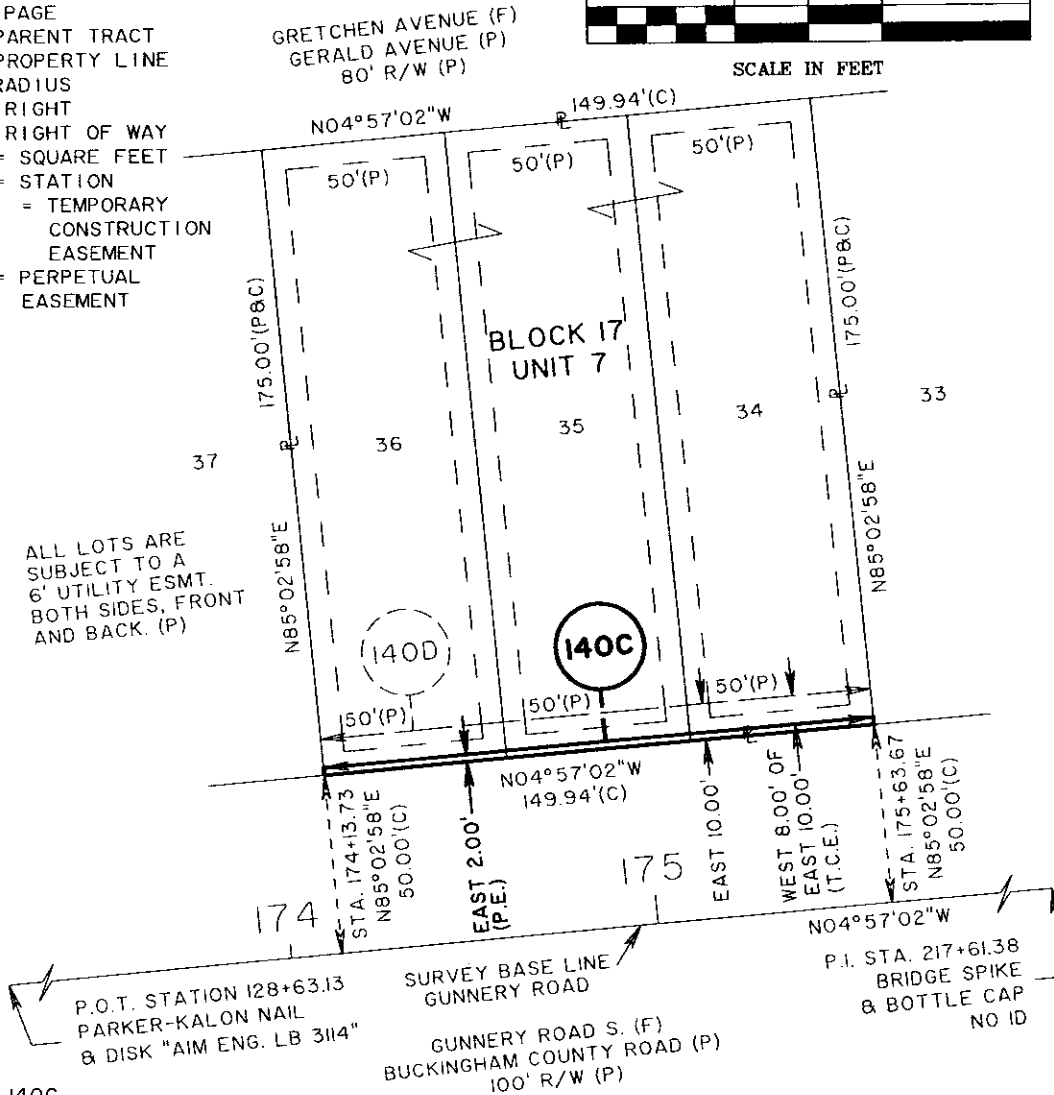 PAGE
PARENT TRACT
PROPERTY LINE
RADIUS
RIGHT
RIGHT OF WAY
= SQUARE FEET
= STATION
= TEMPORARY
CONSTRUCTION
EASEMENT
= PERPETUAL
EASEMENT
GRETCHEN AVENUE (F)
GERALD AVENUE (P)
80' R/W (P)
SCALE IN FEET
N04°57'02"W
149.94'(C)
50'(P)
50'(P)
50'(P)
175.00'(P&C)
175.00'(P&C)
BLOCK 17
UNIT 7
37
36
35
34
33
N85°02'58"E
N85°02'58"E
ALL LOTS ARE
SUBJECT TO A
6' UTILITY ESMT.
BOTH SIDES, FRONT
AND BACK. (P)
140D
140C
50'(P)
50'(P)
50'(P)
N04°57'02"W
149.94'(C)
STA. 174+13.73
N85°02'58"E
50.00'(C)
EAST 2.00'
(P.E.)
EAST 10.00'
WEST 8.00' OF
EAST 10.00'
(T.C.E.)
STA. 175+63.67
N85°02'58"E
50.00'(C)
174
175
N04°57'02"W
P.O.T. STATION 128+63.13
PARKER-KALON NAIL
& DISK "AIM ENG. LB 3114"
SURVEY BASE LINE
GUNNERY ROAD
P.I. STA. 217+61.38
BRIDGE SPIKE
& BOTTLE CAP
NO ID
GUNNERY ROAD S. (F)
BUCKINGHAM COUNTY ROAD (P)
100' R/W (P)